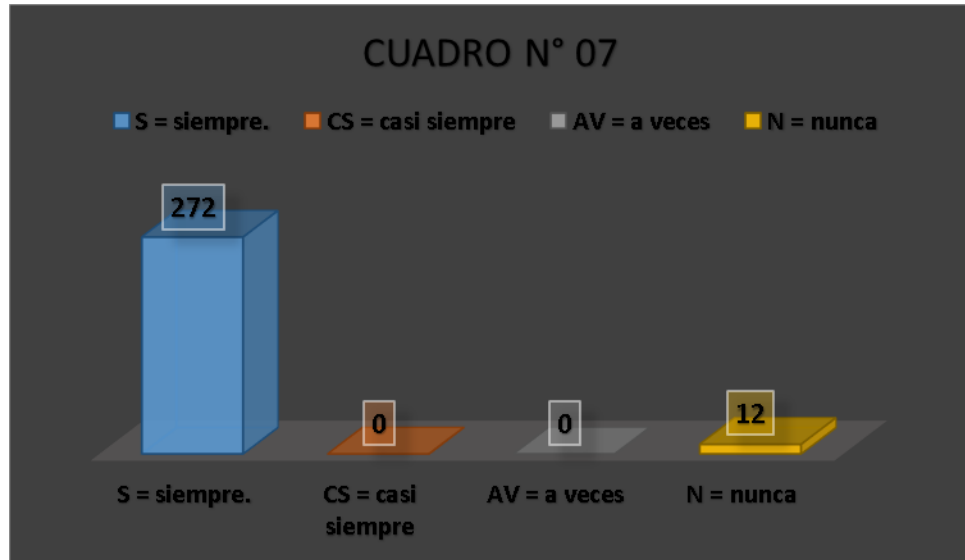 CUADRO N° 07
S = siempre. CS = casi siempre AV = a veces N = nunca
272
0
0
12
S = siempre.
CS = casi
siempre
AV = a veces
N = nunca